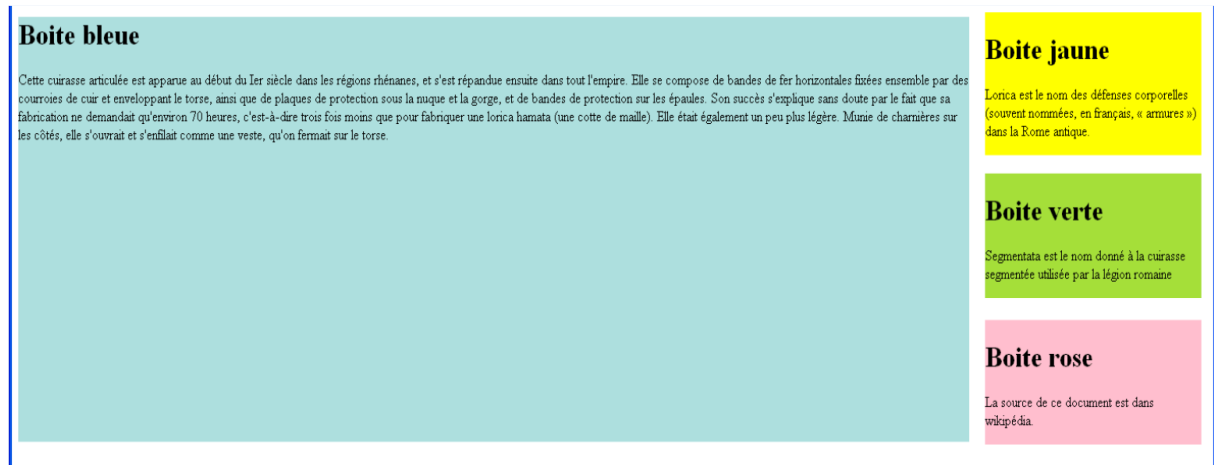 Boite bleue
Cette cuirasse articulée est apparue au début du Ier siècle dans les régions rhénanes, et s'est répandue ensuite dans tout l'empire. Elle se compose de bandes de fer horizontales fixées ensemble par des
courroies de cuir et enveloppant le torse, ainsi que de plaques de protection sous la nuque et la gorge, et de bandes de protection sur les épaules. Son succès s'explique sans doute par le fait que sa
fabrication ne demandait qu'environ 70 heures, c'est-à-dire trois fois moins que pour fabriquer une lorica hamata (une cotte de maille). Elle était également un peu plus légère. Munie de charnières sur
les côtés, elle s'ouvrait et s'enfilait comme une veste, qu'on fermait sur le torse.
Boite jaune
Lorica est le nom des défenses corporelles
(souvent nommées, en français, « armures »)
dans la Rome antique.
Boite verte
Segmentata est le nom donné à la cuirasse
segmentée utilisée par la légion romaine
Boite rose
La source de ce document est dans
wikipédia.